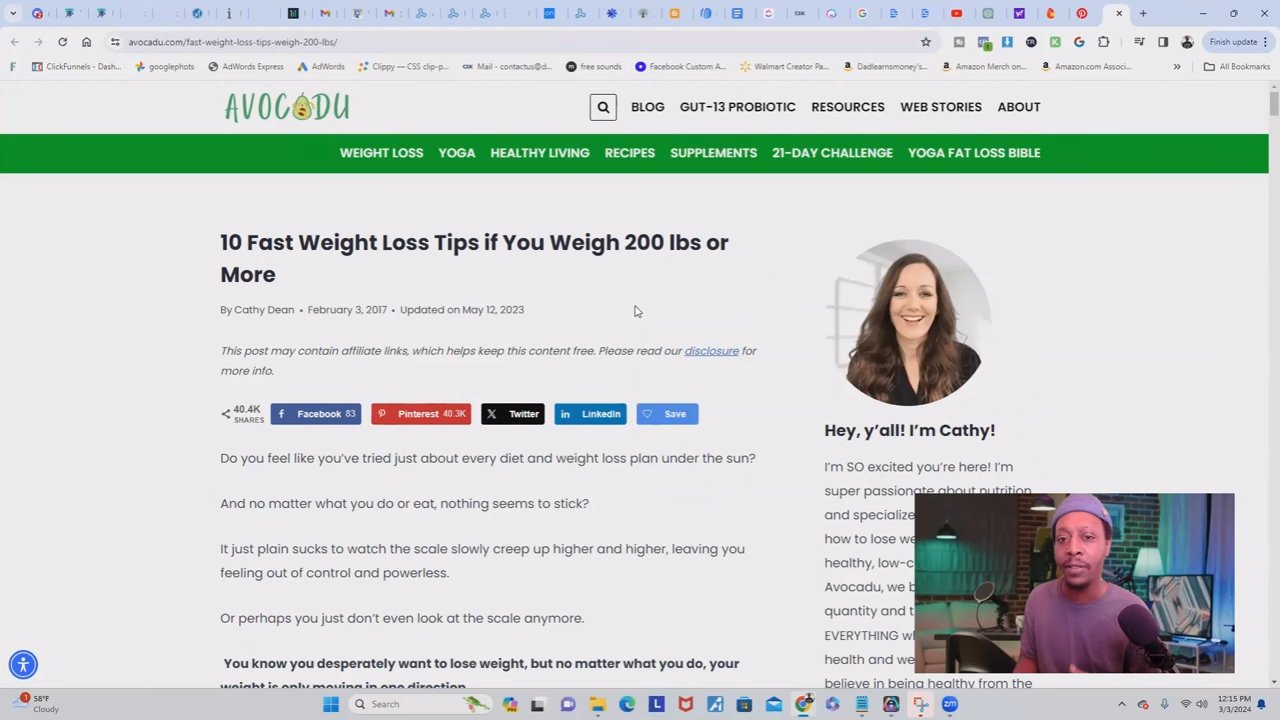 avocadu.com/fast-weight-loss-tips-weigh-200-lbs/
Finish update
ClickFunnels - Dash...
googlephotos
AdWords Express
AdWords
Clippy — CSS clip-p...
Mail - contactus@d...
free sounds
Facebook Custom A...
Walmart Creator Pa...
Dadlearnsmoney's...
Amazon Merch on...
Amazon.com Associ...
All Bookmarks
AVOCADU
BLOG GUT-13 PROBIOTIC RESOURCES WEB STORIES ABOUT
WEIGHT LOSS YOGA HEALTHY LIVING RECIPES SUPPLEMENTS 21-DAY CHALLENGE YOGA FAT LOSS BIBLE
10 Fast Weight Loss Tips if You Weigh 200 lbs or
More
By Cathy Dean • February 3, 2017 • Updated on May 12, 2023
This post may contain affiliate links, which helps keep this content free. Please read our disclosure for
more info.
40.4K
SHARES
Facebook 83
Pinterest 40.3K
Twitter
LinkedIn
Save
Do you feel like you've tried just about every diet and weight loss plan under the sun?
And no matter what you do or eat, nothing seems to stick?
It just plain sucks to watch the scale slowly creep up higher and higher, leaving you
feeling out of control and powerless.
Or perhaps you just don't even look at the scale anymore.
You know you desperately want to lose weight, but no matter what you do, your
weight is only moving in one direction
Hey, y'all! I'm Cathy!
I'm SO excited you're here! I'm
super passionate about nutrition
and specialize
how to lose we
healthy, low-c
Avocadu, we b
quantity and t
EVERYTHING w
health and we
believe in being healthy from the
58°F
Cloudy
Search
12:15 PM
3/3/2024